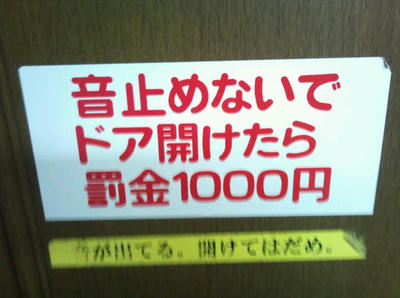 音止めないで
ドア開けたら
罰金1000円
音が出てる。開けてはだめ。